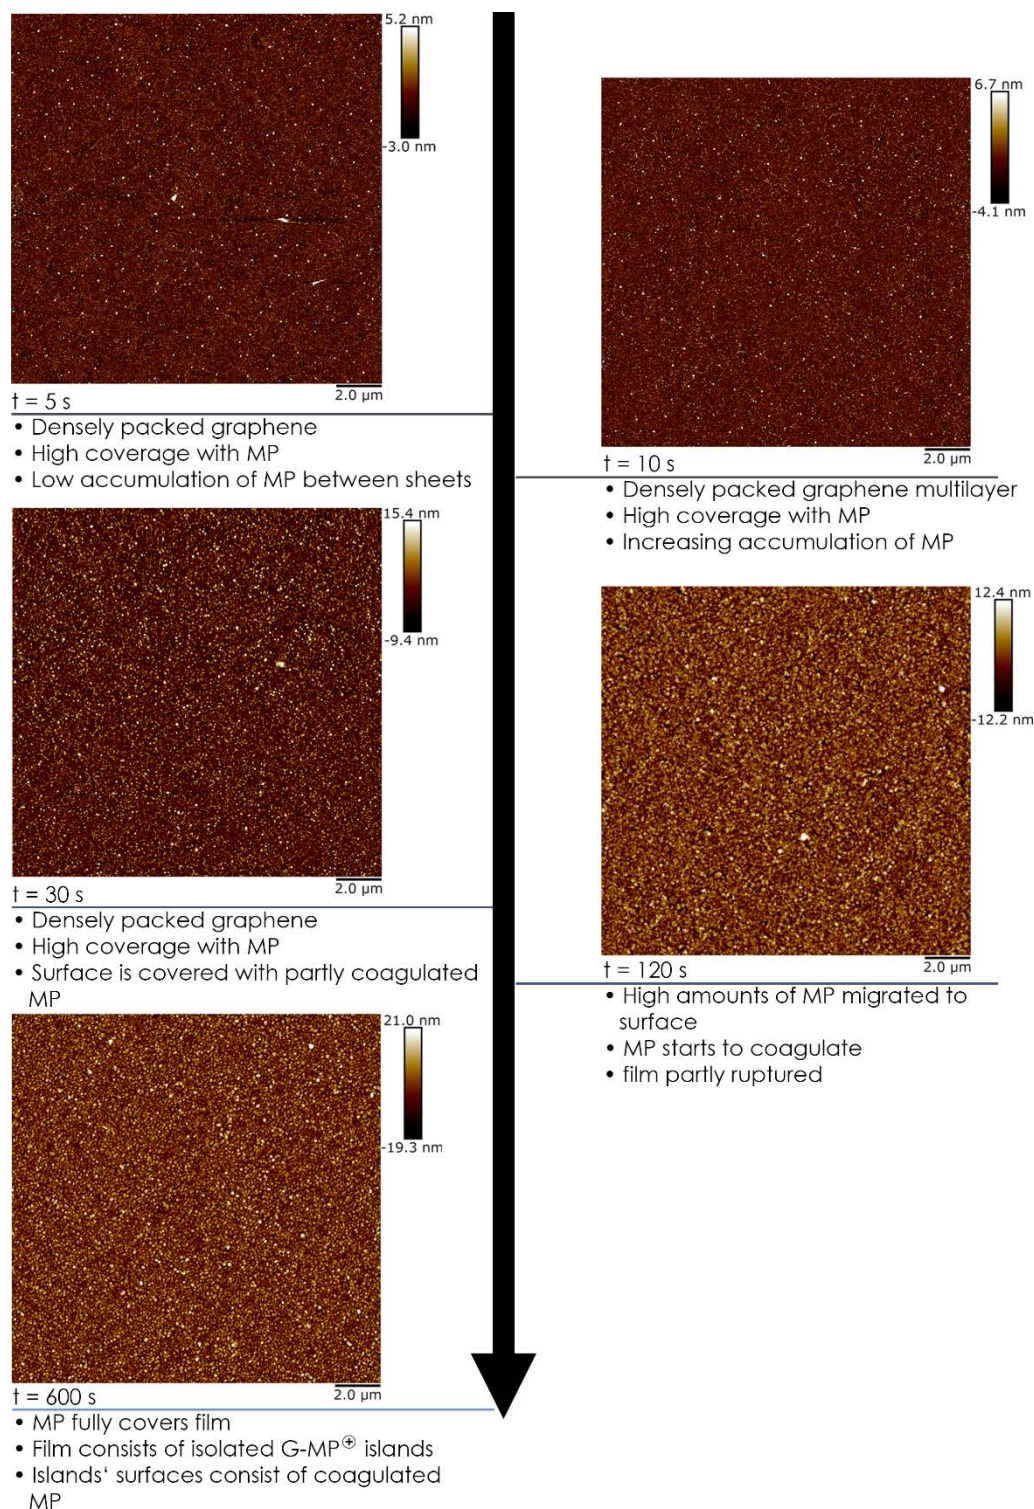 5.2 nm
-3.0 nm
2.0 µm
t = 5 s
• Densely packed graphene
• High coverage with MP
• Low accumulation of MP between sheets
6.7 nm
-4.1 nm
2.0 µm
t = 10 s
• Densely packed graphene multilayer
• High coverage with MP
• Increasing accumulation of MP
15.4 nm
-9.4 nm
2.0 µm
t = 30 s
• Densely packed graphene
• High coverage with MP
• Surface is covered with partly coagulated
MP
12.4 nm
-12.2 nm
2.0 µm
t = 120 s
• High amounts of MP migrated to
surface
• MP starts to coagulate
• film partly ruptured
21.0 nm
-19.3 nm
2.0 µm
t = 600 s
• MP fully covers film
• Film consists of isolated G-MP⊕ islands
• Islands‘ surfaces consist of coagulated
MP